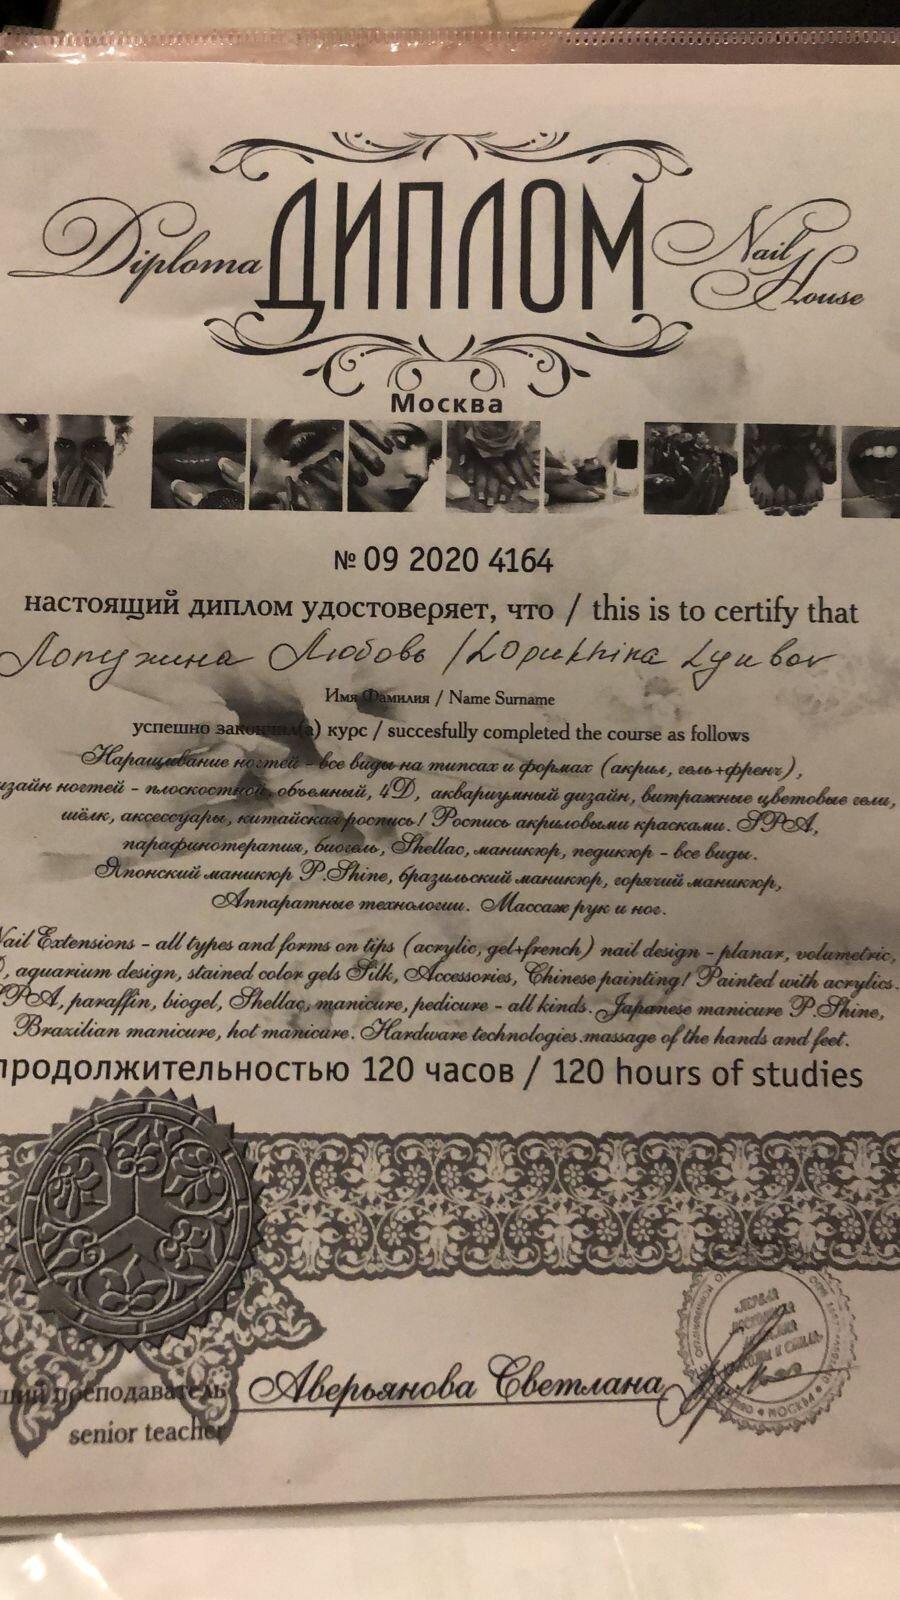 Diploma ДИПЛОМ Nail House
Москва
№ 09 2020 4164
настоящий диплом удостоверяет, что / this is to certify that
Лопухина Любовь / Lopukhina Lyubov
Имя Фамилия / Name Surname
успешно закончил(а) курс / succesfully completed the course as follows
Наращивание ногтей - все виды на типсах и формах (акрил, гель+френч),
изайн ногтей - плоскостной, объемный, 4D, аквариумный дизайн, витражные цветовые гели,
шёлк, аксессуары, китайская роспись! Роспись акриловыми красками. SPA,
парафинотерапия, биогель, Shellac, маникюр, педикюр - все виды.
Японский маникюр P.Shine, бразильский маникюр, горячий маникюр,
Аппаратные технологии. Массаж рук и ног.
Nail Extensions - all types and forms on tips (acrylic, gel+french) nail design - planar, volumetric,
D, aquarium design, stained color gels Silk, Accessories, Chinese painting! Painted with acrylics.
SPA, paraffin, biogel, Shellac, manicure, pedicure - all kinds. Japanese manicure P.Shine,
Brazilian manicure, hot manicure. Hardware technologies.massage of the hands and feet.
продолжительностью 120 часов / 120 hours of studies
ший преподаватель Аверьянова Светлана
senior teacher
МОСКВА